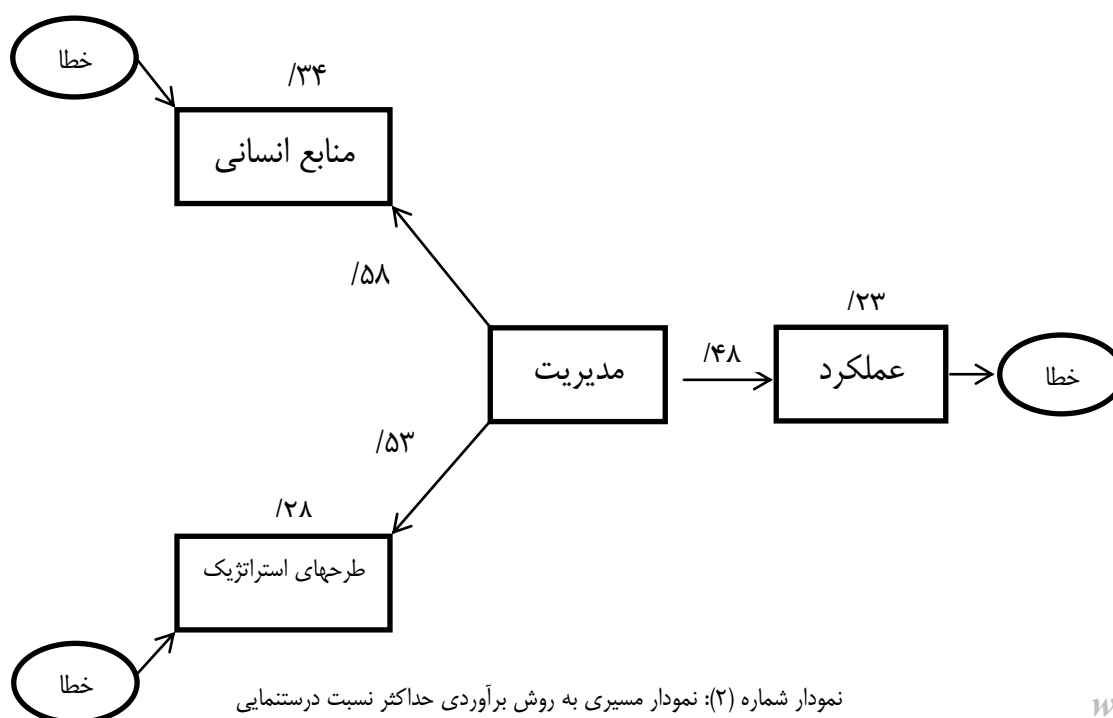 خطا
/۳۴
منابع انسانی
/۵۸
/۲۳
مدیریت
/۴۸
عملکرد
خطا
/۵۳
/۲۸
طرحهای استراتژیک
خطا
نمودار شماره (۲): نمودار مسیری به روش برآوردی حداکثر نسبت درستنمایی
w